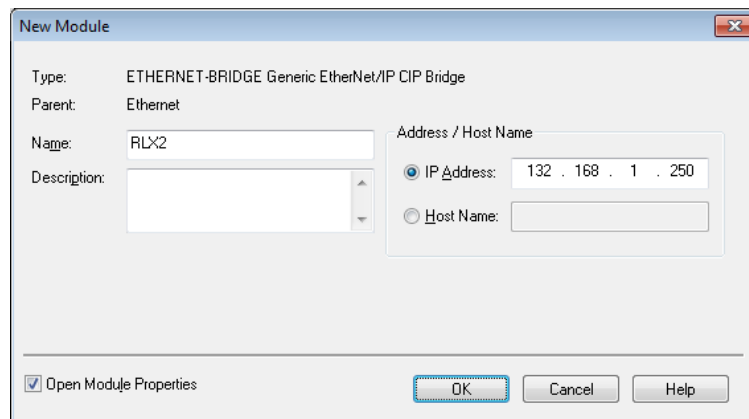 New Module
Type: ETHERNET-BRIDGE Generic EtherNet/IP CIP Bridge
Parent: Ethernet
Name: RLX2
Description:
Address / Host Name
IP Address: 132 . 168 . 1 . 250
Host Name:
Open Module Properties
OK Cancel Help